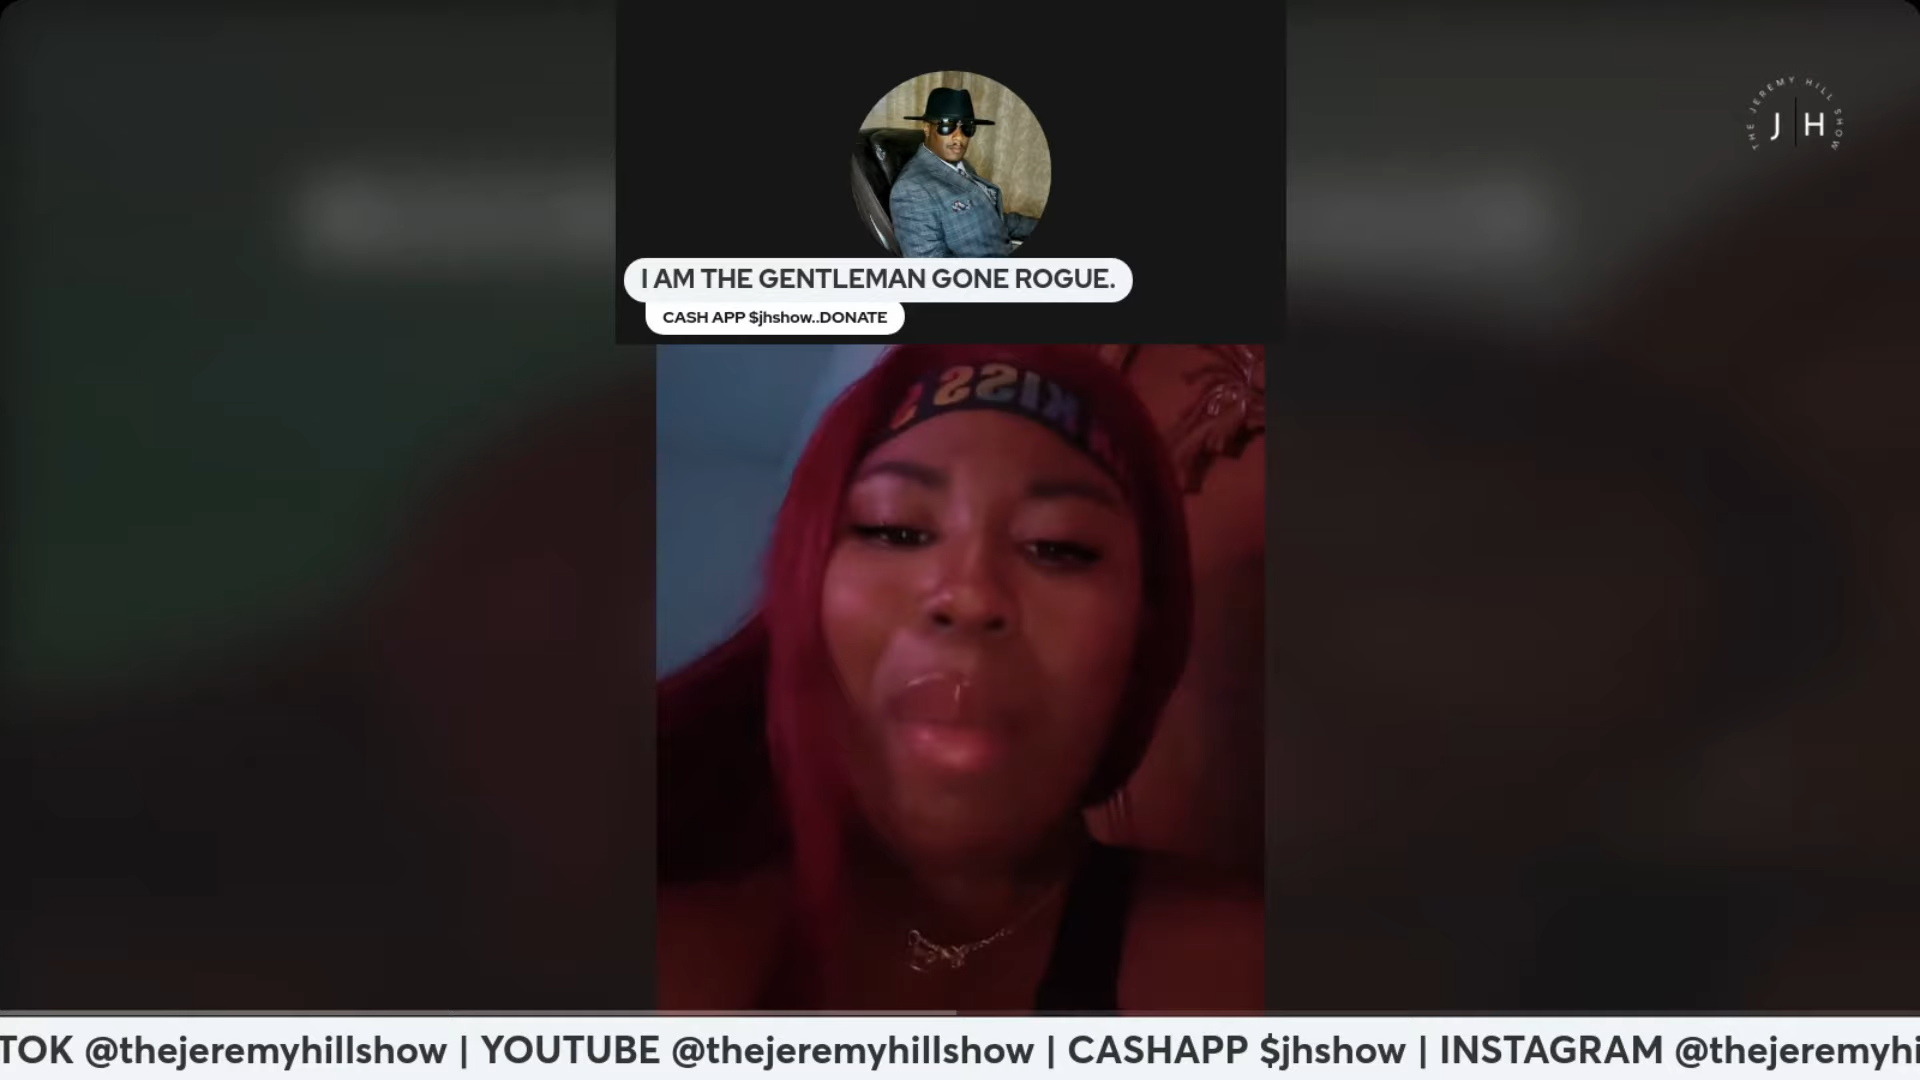 THE JEREMY HILL SHOW
J | H
I AM THE GENTLEMAN GONE ROGUE.
CASH APP $jhshow..DONATE
KISS
TOK @thejeremyhillshow | YOUTUBE @thejeremyhillshow | CASHAPP $jhshow | INSTAGRAM @thejeremyhi